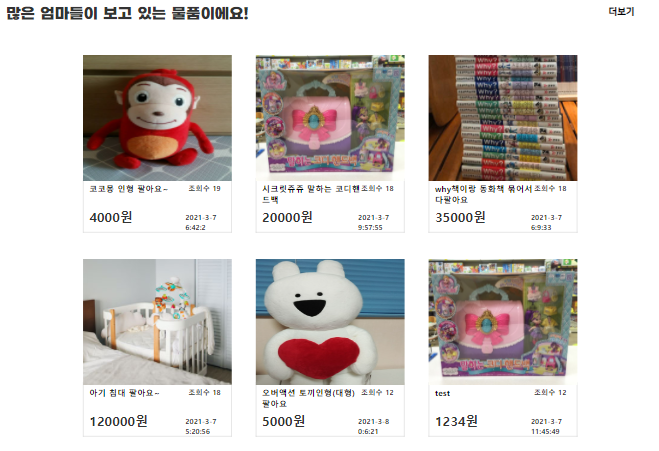 많은 엄마들이 보고 있는 물품이에요!
더보기
코코몽 인형 팔아요~ 조회수 19
4000원 2021-3-7
6:42:2
시크릿쥬쥬 말하는 코디핸 조회수 18
드백
20000원 2021-3-7
9:57:55
why책이랑 동화책 묶어서 조회수 18
다팔아요
35000원 2021-3-7
6:9:33
아기 침대 팔아요~ 조회수 18
120000원 2021-3-7
5:20:56
오버액션 토끼인형(대형) 조회수 12
팔아요
5000원 2021-3-8
0:6:21
test 조회수 12
1234원 2021-3-7
11:45:49